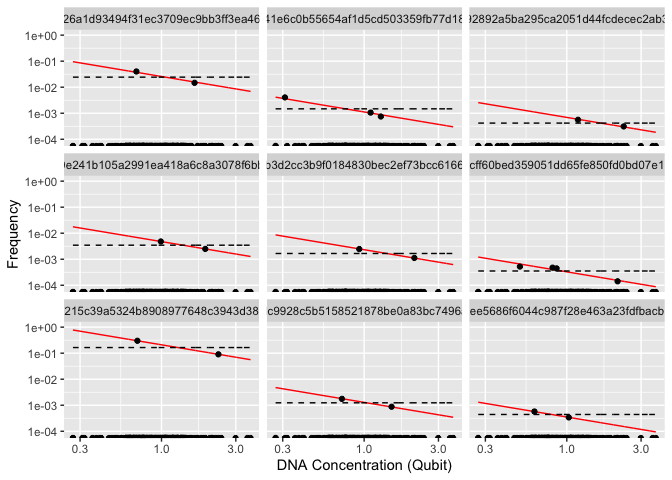 26a1d93494f31ec3709ec9bb3ff3ea46
41e6c0b55654af1d5cd503359fb77d18
92892a5ba295ca2051d44fcdecec2ab3
1e+00
1e-01
1e-02
1e-03
1e-04
e241b105a2991ea418a6c8a3078f6b
b3d2cc3b9f0184830bec2ef73bcc6166
cff60bed359051dd65fe850fd0bd07e1
1e+00
1e-01
1e-02
1e-03
1e-04
215c39a5324b8908977648c3943d38
c9928c5b5158521878be0a83bc7496
ee5686f6044c987f28e463a23fdfbacb
1e+00
1e-01
1e-02
1e-03
1e-04
0.3 1.0 3.0 0.3 1.0 3.0 0.3 1.0 3.0
DNA Concentration (Qubit)
Frequency